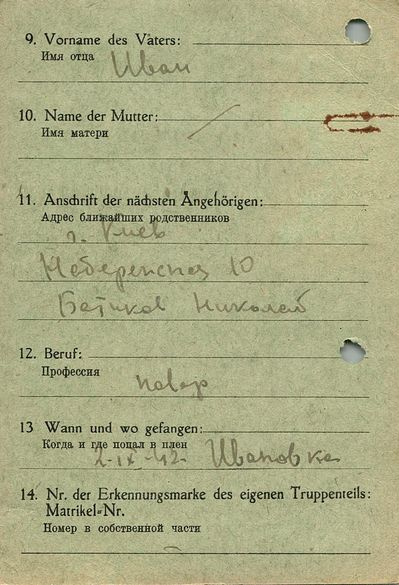 9. Vorname des Vaters:
Имя отца
Иван
10. Name der Mutter:
Имя матери
11. Anschrift der nächsten Angehörigen:
Адрес ближайших родственников
г. Киев
10
Николай
12. Beruf:
Профессия
повар
13 Wann und wo gefangen:
Когда и где попал в плен
2-IX-42. Ивановка
14. Nr. der Erkennungsmarke des eigenen Truppenteils:
Matrikel-Nr.
Номер в собственной части